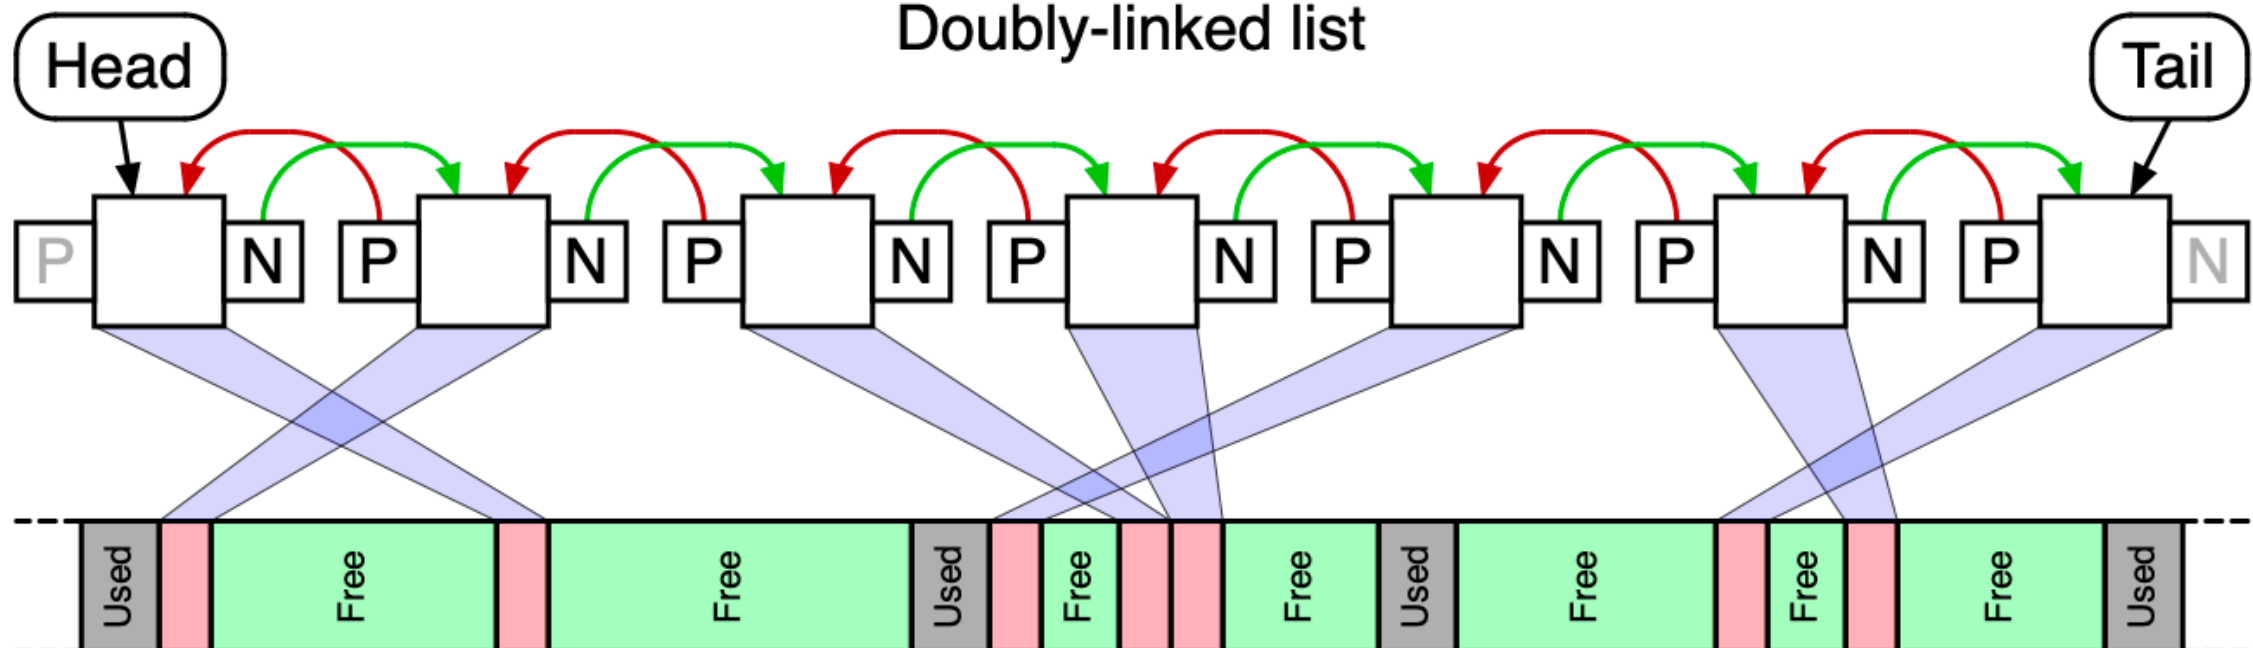 Doubly-linked list
Head
Tail
P N P N P N P N P N P N P N
Used Free Free Used Free Free Used Free Free Free Used